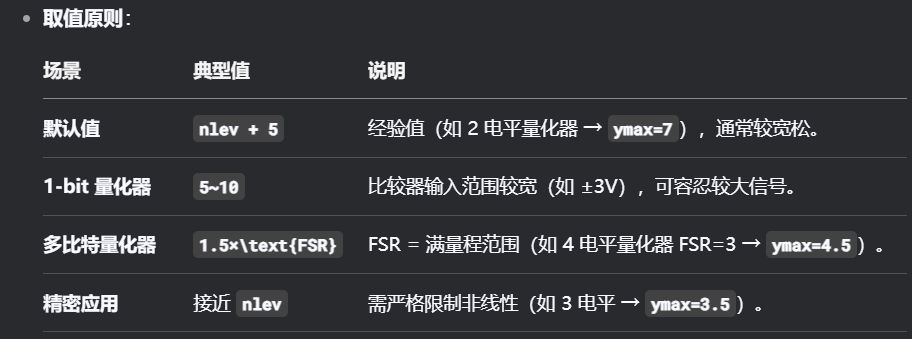 • 取值原则：
场景 典型值 说明
默认值 nlev + 5 经验值（如 2 电平量化器 → ymax=7），通常较宽松。
1-bit 量化器 5~10 比较器输入范围较宽（如 ±3V），可容忍较大信号。
多比特量化器 1.5×\text{FSR} FSR = 满量程范围（如 4 电平量化器 FSR=3 → ymax=4.5）。
精密应用 接近 nlev 需严格限制非线性（如 3 电平 → ymax=3.5）。